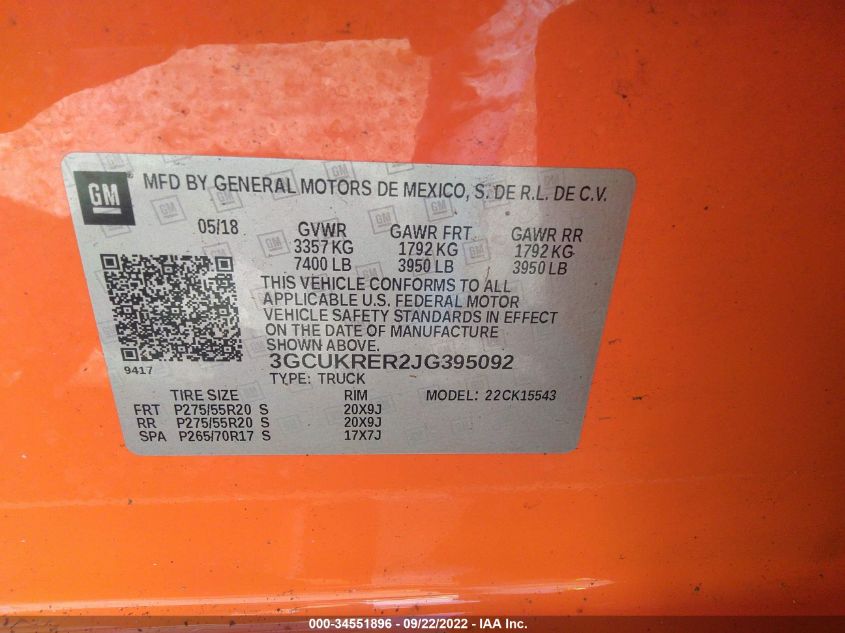 GM MFD BY GENERAL MOTORS DE MEXICO, S. DE R.L. DE C.V.
05/18 GVWR GAWR FRT GAWR RR
3357 KG 1792 KG 1792 KG
7400 LB 3950 LB 3950 LB
THIS VEHICLE CONFORMS TO ALL
APPLICABLE U.S. FEDERAL MOTOR
VEHICLE SAFETY STANDARDS IN EFFECT
ON THE DATE OF MANUFACTURE
SHOWN ABOVE.
9417 3GCUKRER2JG395092
TYPE: TRUCK
TIRE SIZE RIM MODEL: 22CK15543
FRT P275/55R20 S 20X9J
RR P275/55R20 S 20X9J
SPA P265/70R17 S 17X7J
000-34551896 - 09/22/2022 - IAA Inc.